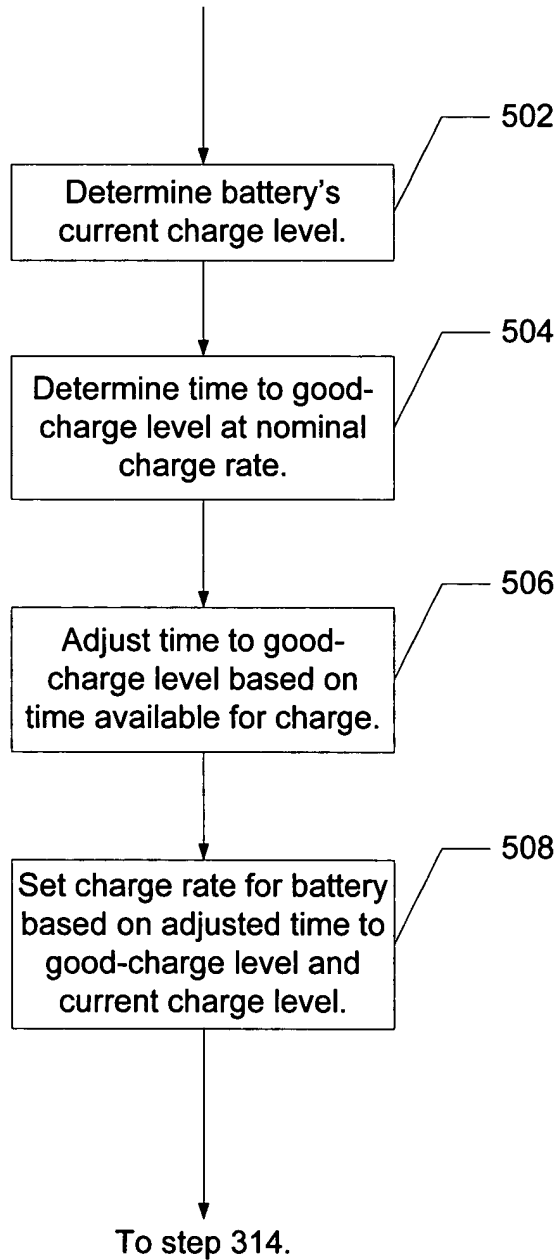 502
Determine battery's
current charge level.
504
Determine time to good-
charge level at nominal
charge rate.
506
Adjust time to good-
charge level based on
time available for charge.
508
Set charge rate for battery
based on adjusted time to
good-charge level and
current charge level.
To step 314.